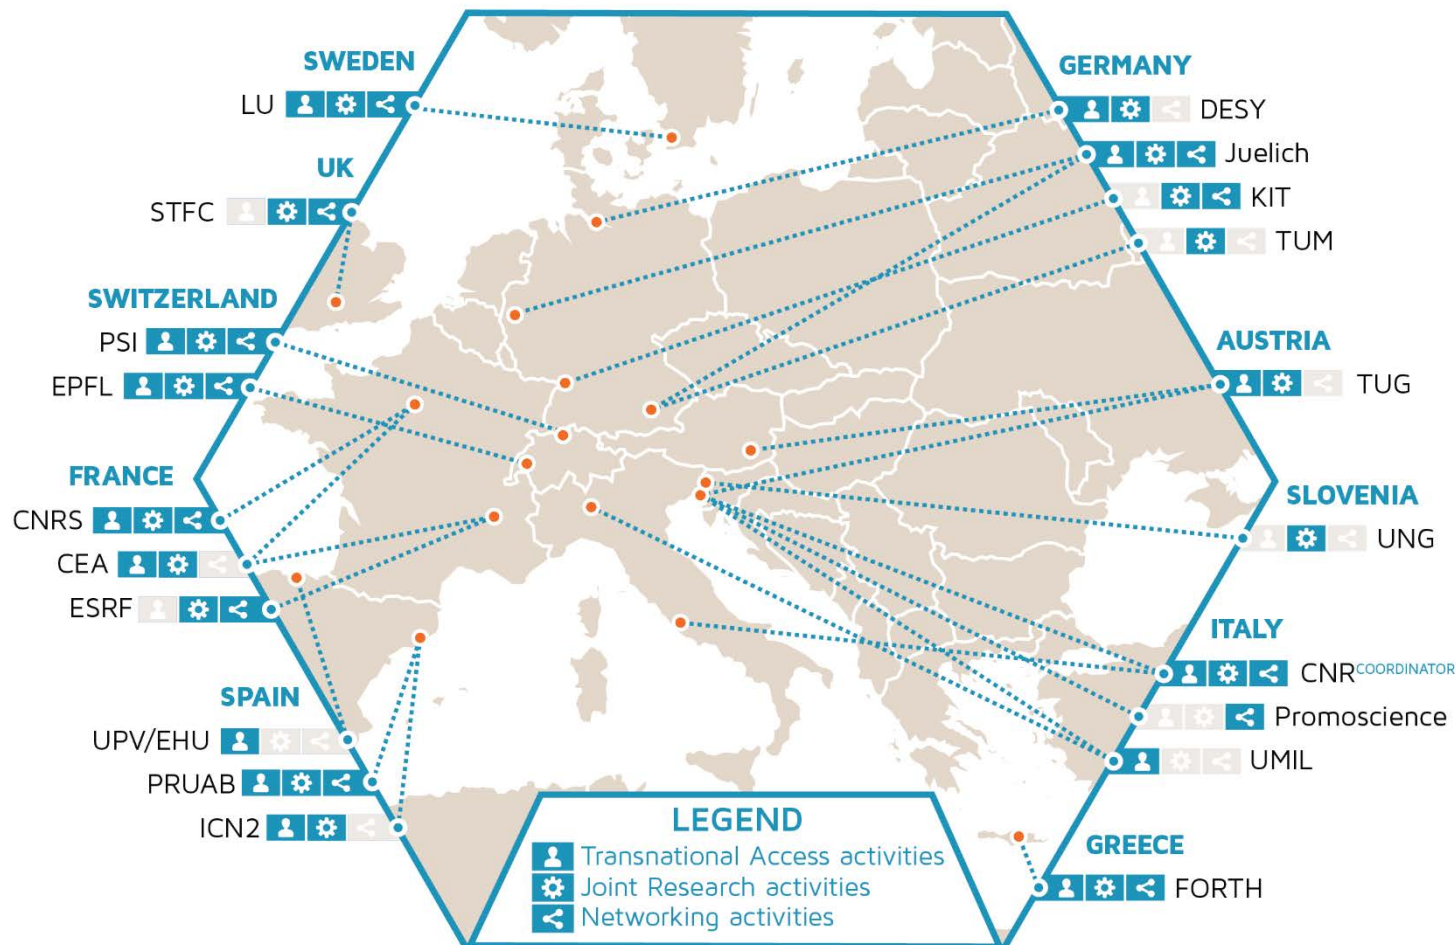 SWEDEN
LU
UK
STFC
SWITZERLAND
PSI
EPFL
FRANCE
CNRS
CEA
ESRF
SPAIN
UPV/EHU
PRUAB
ICN2
GERMANY
DESY
Juelich
KIT
TUM
AUSTRIA
TUG
SLOVENIA
UNG
ITALY
CNR COORDINATOR
Promoscience
UMIL
GREECE
FORTH
LEGEND
Transnational Access activities
Joint Research activities
Networking activities